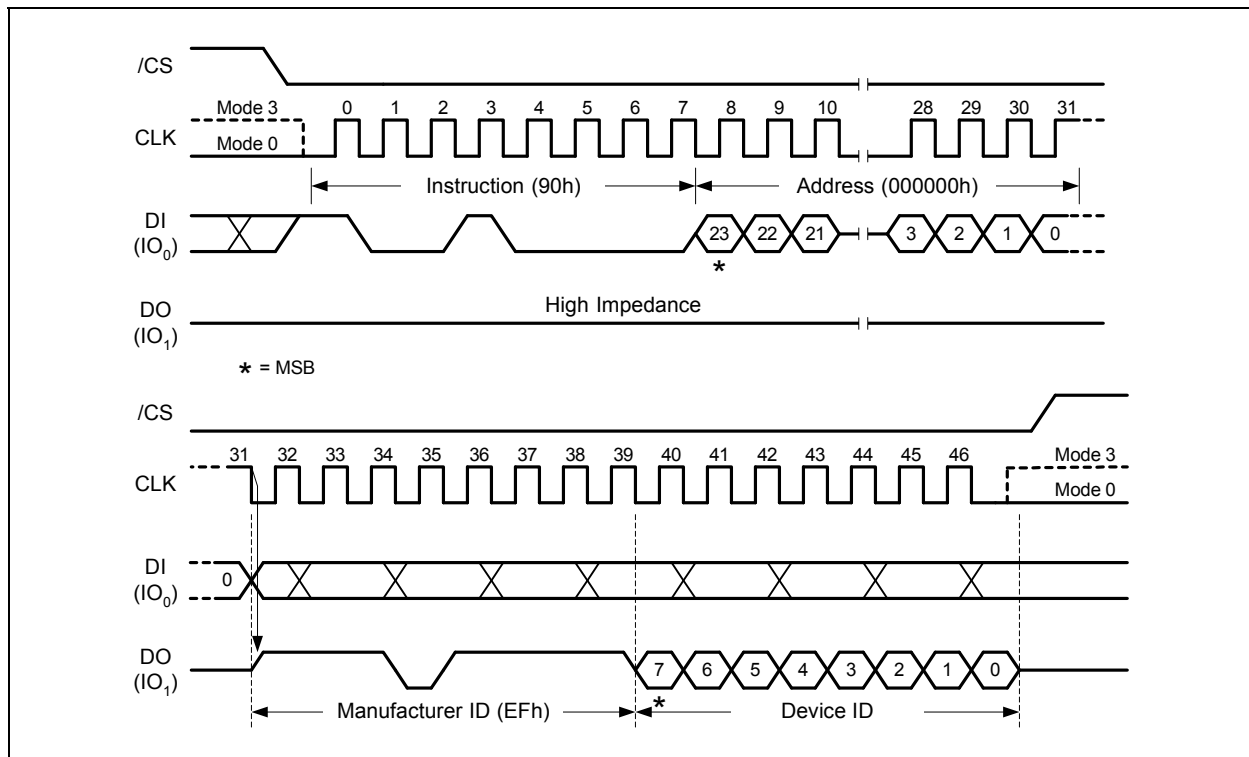 /CS
Mode 3 0 1 2 3 4 5 6 7 8 9 10 28 29 30 31
CLK
Mode 0
Instruction (90h) Address (000000h)
DI
(IO0) 23 22 21 3 2 1 0
*
High Impedance
DO
(IO1)
* = MSB
/CS
31 32 33 34 35 36 37 38 39 40 41 42 43 44 45 46 Mode 3
CLK
Mode 0
DI
(IO0) 0
DO
(IO1) 7 6 5 4 3 2 1 0
*
Manufacturer ID (EFh) Device ID